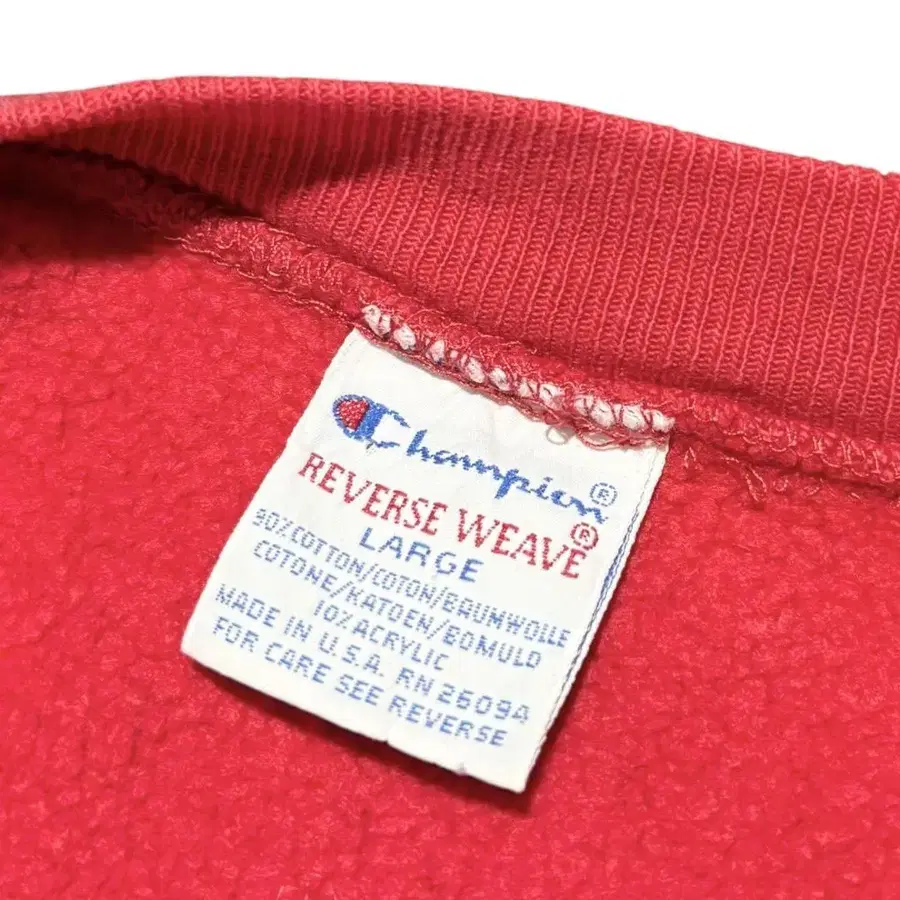 Champion®
REVERSE WEAVE®
LARGE
90% COTTON/COTON/BAUMWOLLE
COTONE/KATOEN/BOMULD
10% ACRYLIC
MADE IN U.S.A. RN 26094
FOR CARE SEE REVERSE